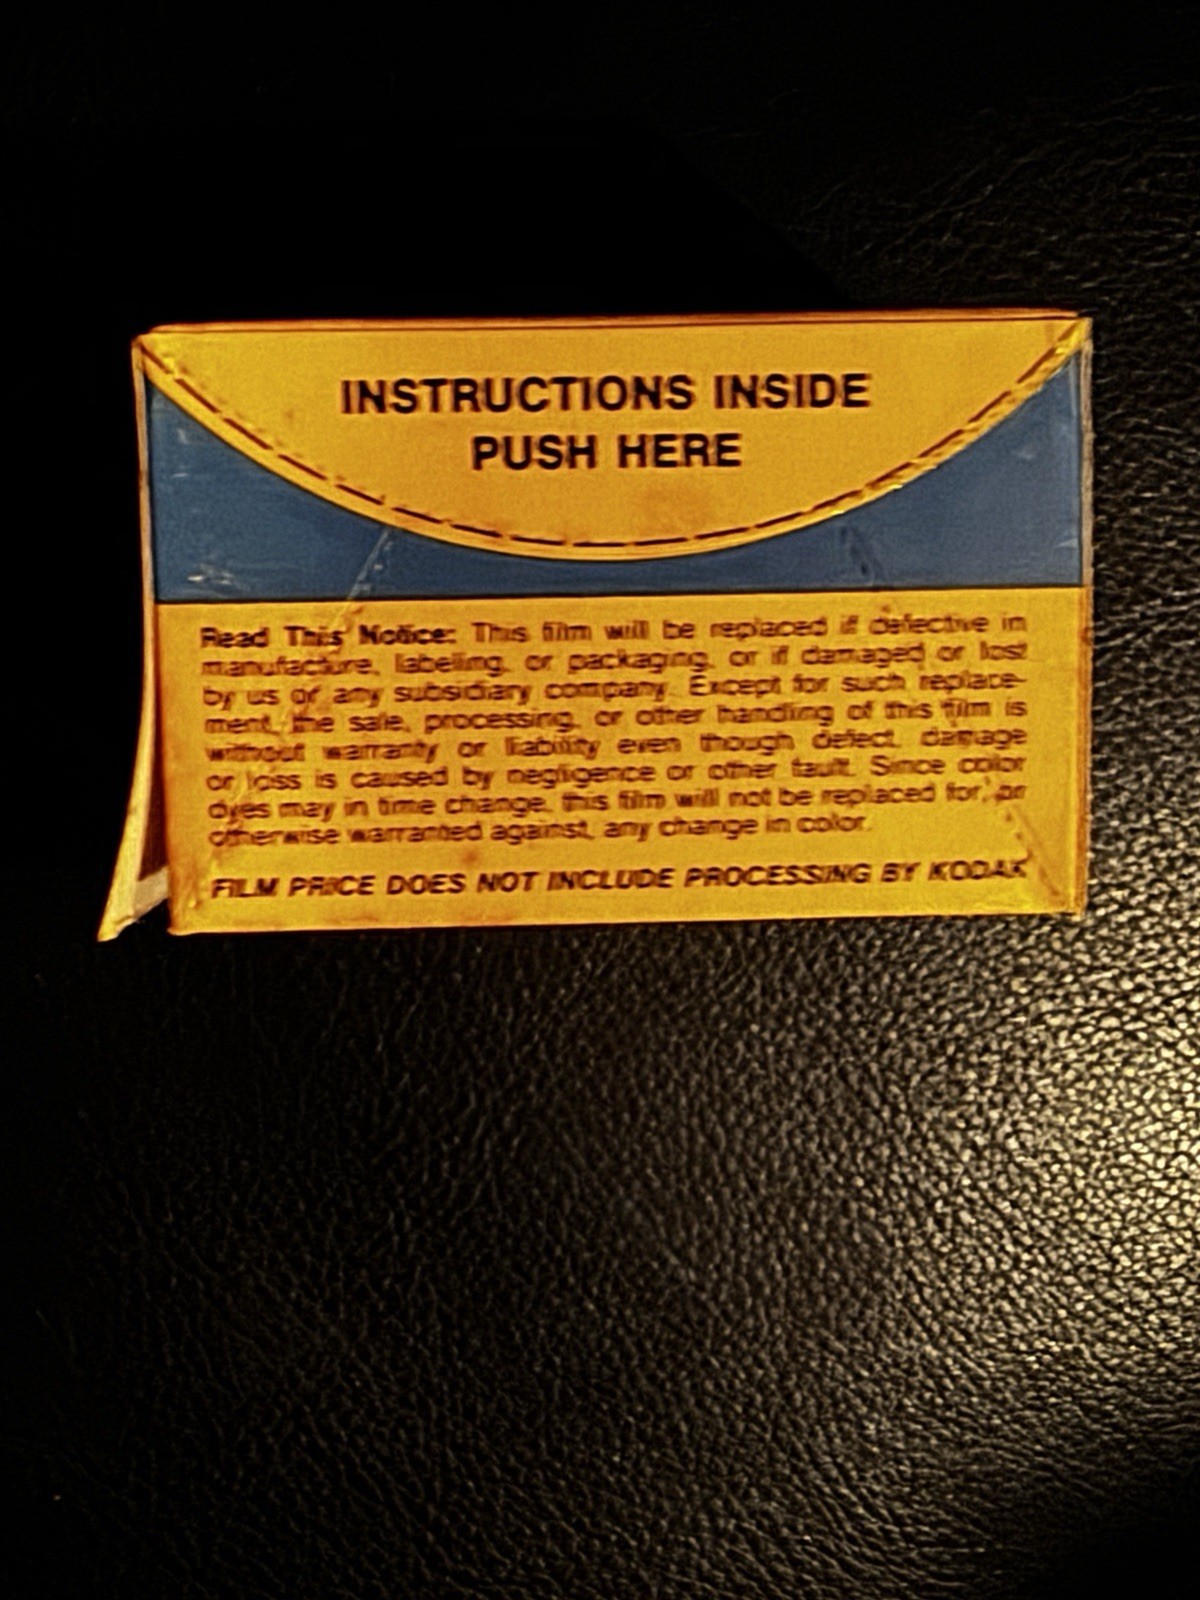 INSTRUCTIONS INSIDE
PUSH HERE
Read This Notice: This film will be replaced if defective in
manufacture, labeling, or packaging, or if damaged or lost
by us or any subsidiary company. Except for such replace-
ment, the sale, processing, or other handling of this film is
without warranty or liability even though defect, damage
or loss is caused by negligence or other fault. Since color
dyes may in time change, this film will not be replaced for, or
otherwise warranted against, any change in color.
FILM PRICE DOES NOT INCLUDE PROCESSING BY KODAK